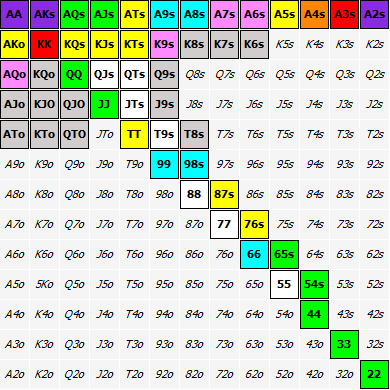 AA AKs AQs AJs ATs A9s A8s A7s A6s A5s A4s A3s A2s
AKo KK KQs KJs KTs K9s K8s K7s K6s K5s K4s K3s K2s
AQo KQo QQ QJs QTs Q9s Q8s Q7s Q6s Q5s Q4s Q3s Q2s
AJo KJO QJO JJ JTs J9s J8s J7s J6s J5s J4s J3s J2s
ATo KTo QTO JTo TT T9s T8s T7s T6s T5s T4s T3s T2s
A9o K9o Q9o J9o T9o 99 98s 97s 96s 95s 94s 93s 92s
A8o K8o Q8o J8o T8o 98o 88 87s 86s 85s 84s 83s 82s
A7o K7o Q7o J7o T7o 97o 87o 77 76s 75s 74s 73s 72s
A6o K6o Q6o J6o T6o 96o 86o 76o 66 65s 64s 63s 62s
A5o 5Ko Q5o J5o T5o 95o 85o 75o 65o 55 54s 53s 52s
A4o K4o Q4o J4o T4o 94o 84o 74o 64o 54o 44 43s 42s
A3o K3o Q3o J3o T3o 93o 83o 73o 63o 53o 43o 33 32s
A2o K2o Q2o J2o T2o 92o 82o 72o 62o 52o 42o 32o 22